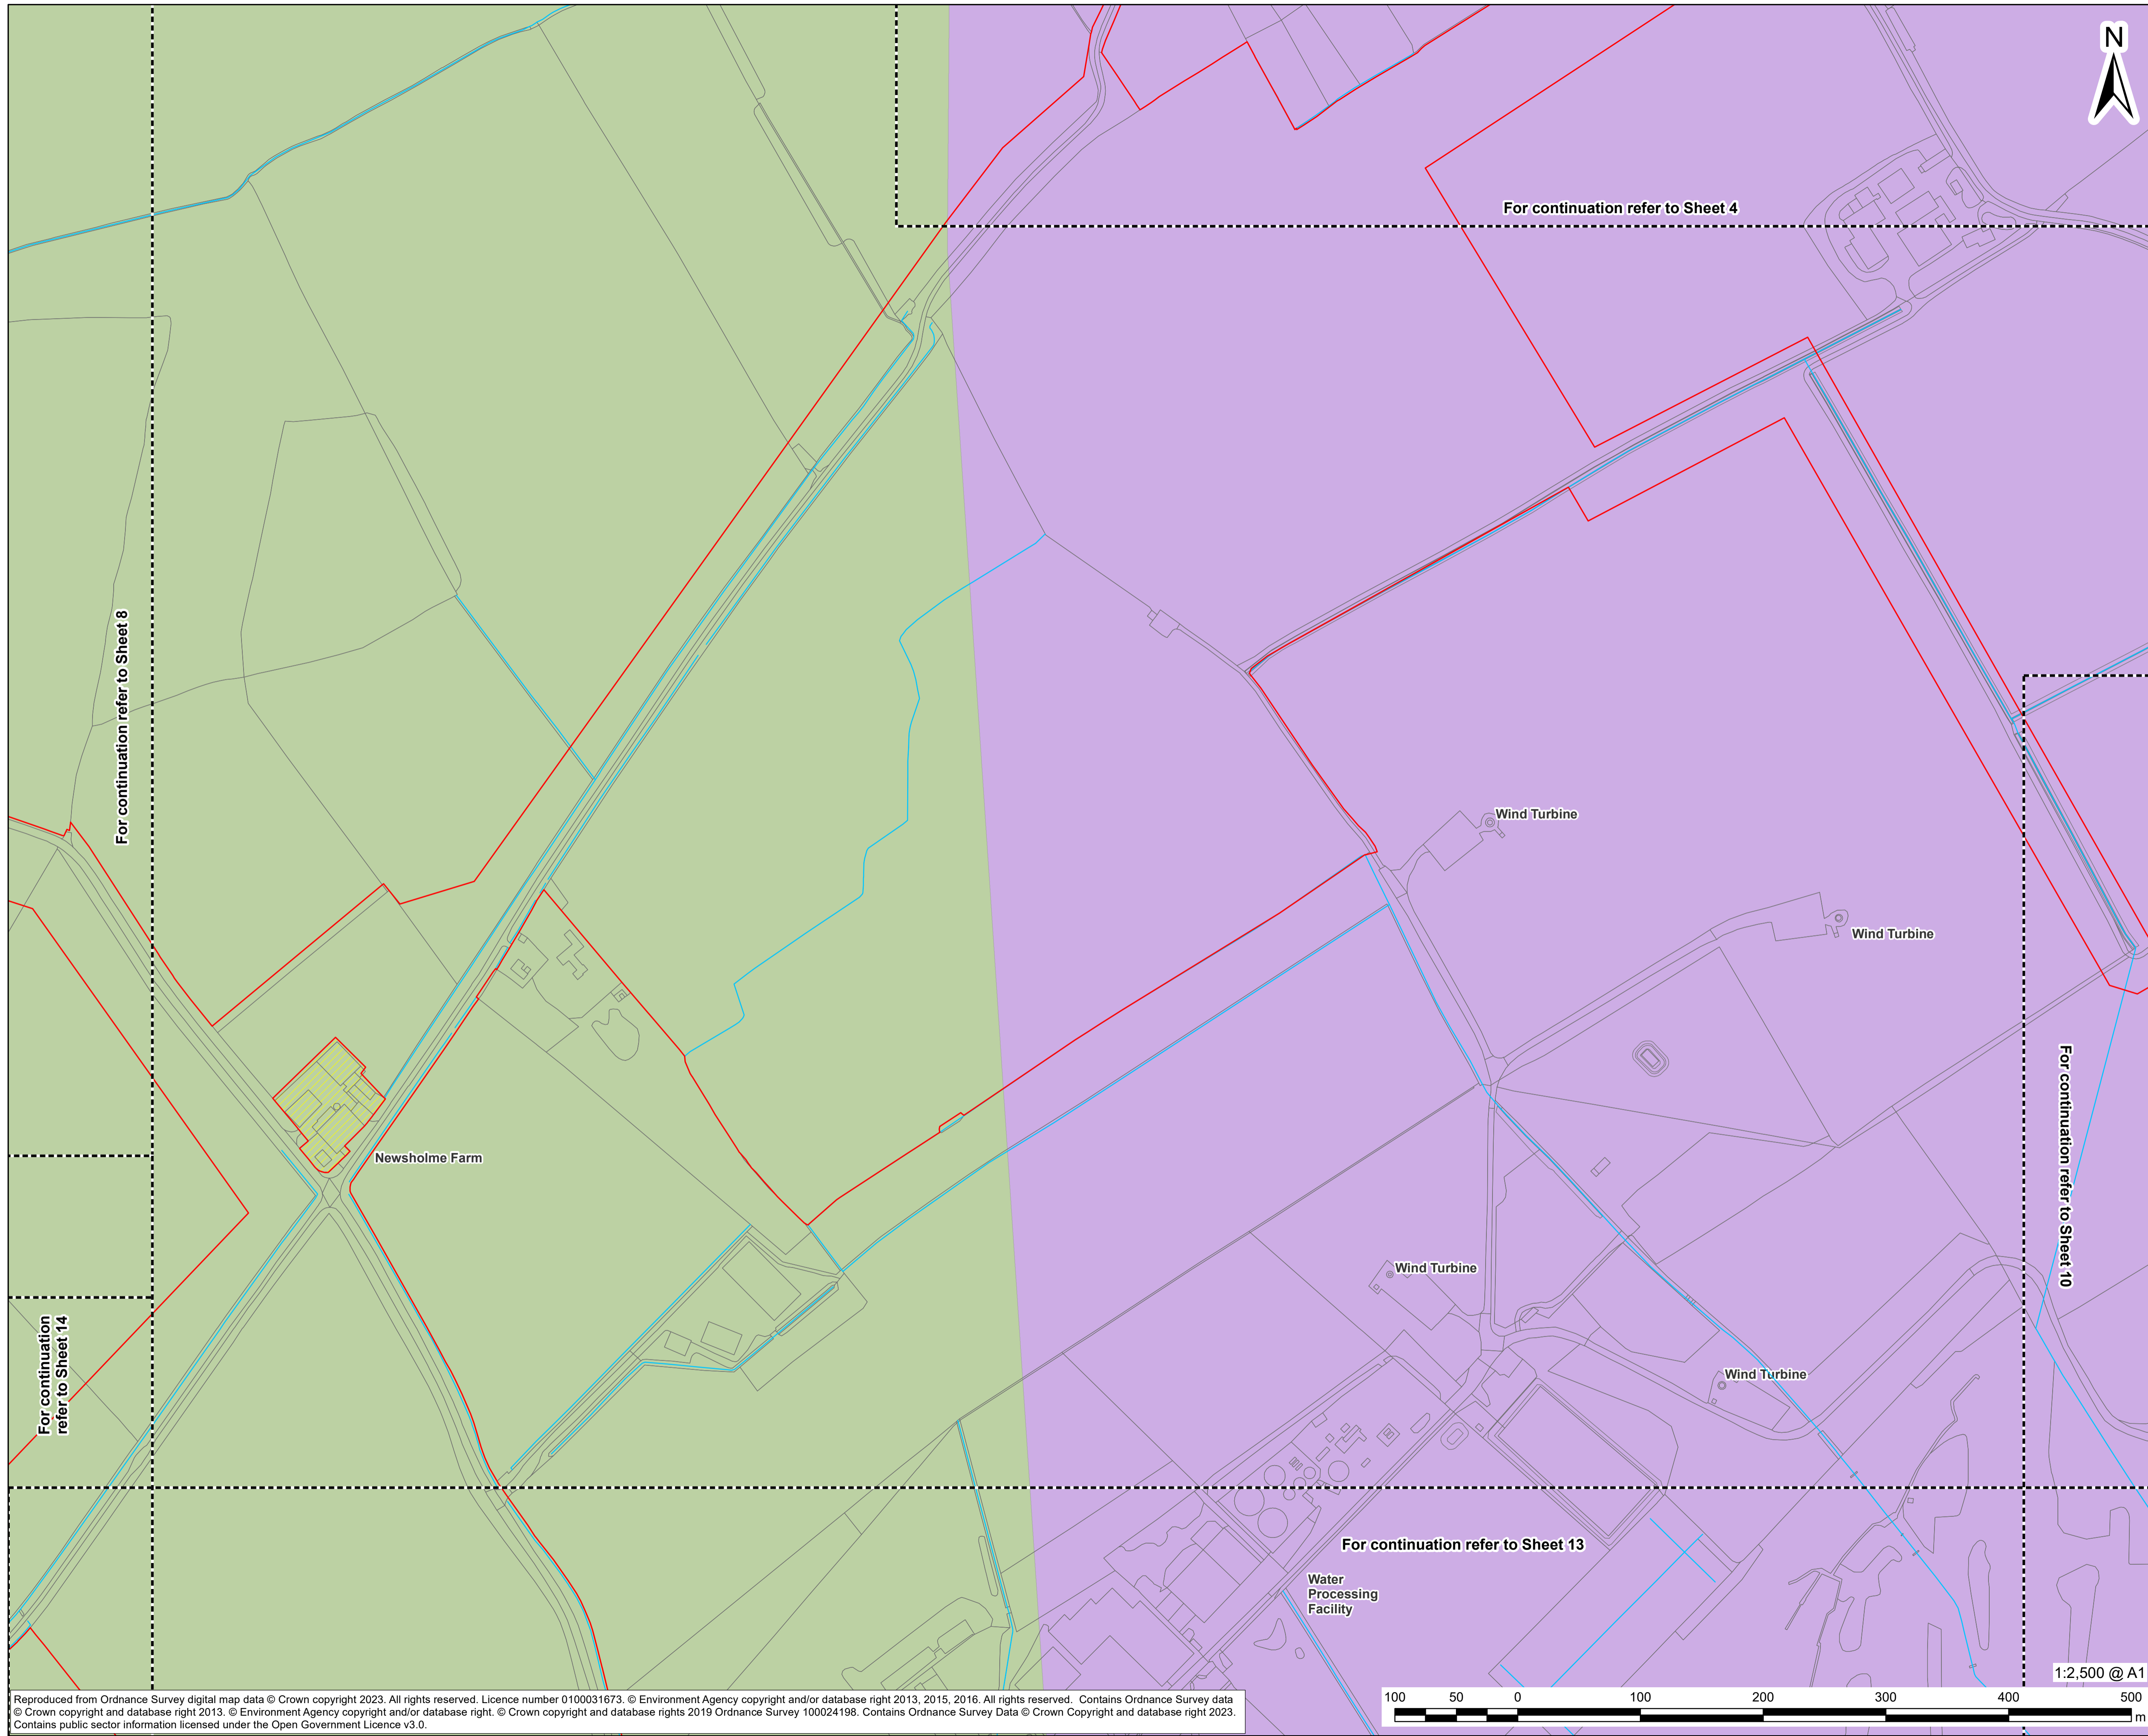 N
For continuation refer to Sheet 4
For continuation refer to Sheet 8
Wind Turbine
Wind Turbine
For continuation refer to Sheet 10
Newsholme Farm
Wind Turbine
For continuation
refer to Sheet 14
Wind Turbine
For continuation refer to Sheet 13
Water
Processing
Facility
1:2,500 @ A1
100 50 0 100 200 300 400 500
m
Reproduced from Ordnance Survey digital map data © Crown copyright 2023. All rights reserved. Licence number 0100031673. © Environment Agency copyright and/or database right 2013, 2015, 2016. All rights reserved. Contains Ordnance Survey data
© Crown copyright and database right 2013. © Environment Agency copyright and/or database right. © Crown copyright and database rights 2019 Ordnance Survey 100024198. Contains Ordnance Survey Data © Crown Copyright and database right 2023.
Contains public sector information licensed under the Open Government Licence v3.0.